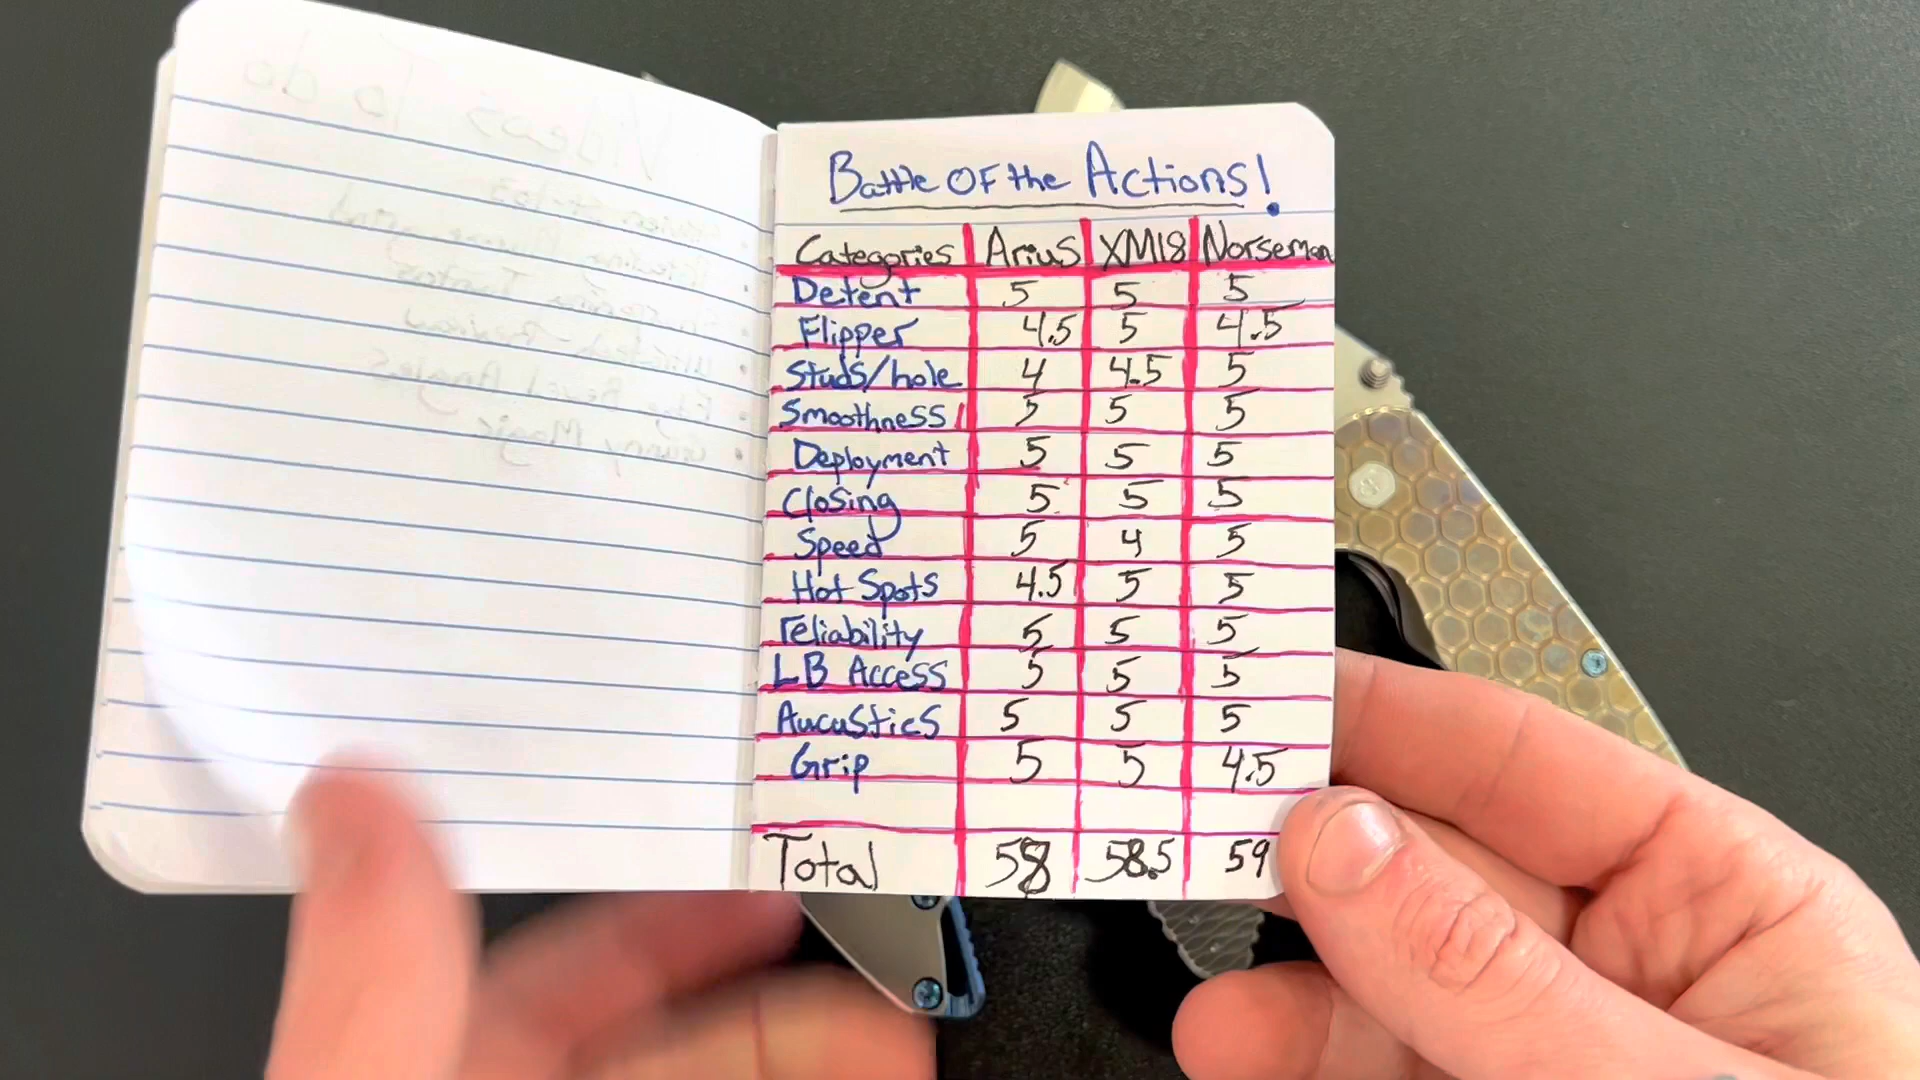 Battle Of the Actions!
Categories Arius XM18 Norseman
Detent 5 5 5
Flipper 4.5 5 4.5
Studs/hole 4 4.5 5
Smoothness 5 5 5
Deployment 5 5 5
Closing 5 5 5
Speed 5 4 5
Hot Spots 4.5 5 5
reliability 5 5 5
LB Access 5 5 5
Aucustics 5 5 5
Grip 5 5 4.5
Total 58 58.5 59
Videos To do